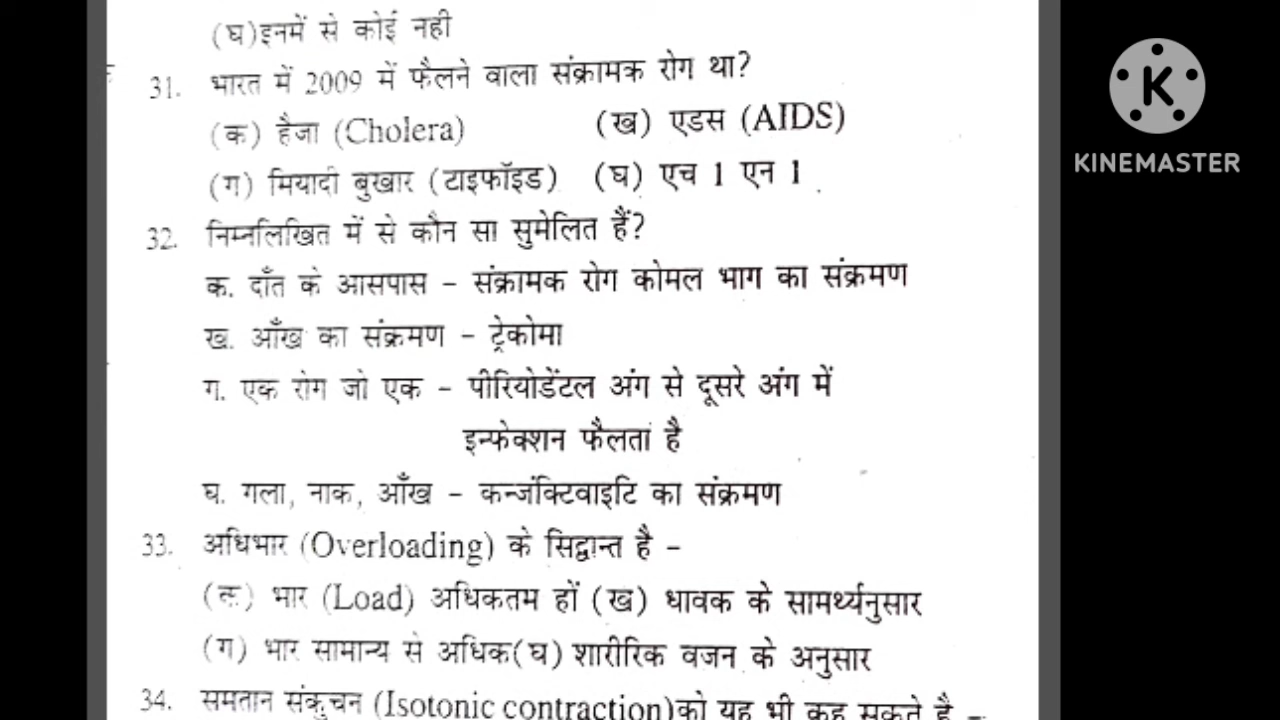 (घ)इनमें से कोई नही
31. भारत में 2009 में फैलने वाला संक्रामक रोग था?
(क) हैजा (Cholera) (ख) एडस (AIDS)
(ग) मियादी बुखार (टाइफॉइड) (घ) एच 1 एन 1
32. निम्नलिखित में से कौन सा सुमेलित हैं?
क. दाँत के आसपास – संक्रामक रोग कोमल भाग का संक्रमण
ख. आँख का संक्रमण – ट्रेकोमा
ग. एक रोग जो एक – पीरियोडेंटल अंग से दूसरे अंग में
इन्फेक्शन फैलता है
घ. गला, नाक, आँख – कन्जंक्टिवाइटि का संक्रमण
33. अधिभार (Overloading) के सिद्वान्त है –
(क) भार (Load) अधिकतम हों (ख) धावक के सामर्थ्यनुसार
(ग) भार सामान्य से अधिक(घ) शारीरिक वजन के अनुसार
34. समतान संकुचन (Isotonic contraction)को यह भी कह सकते है –
K
KINEMASTER